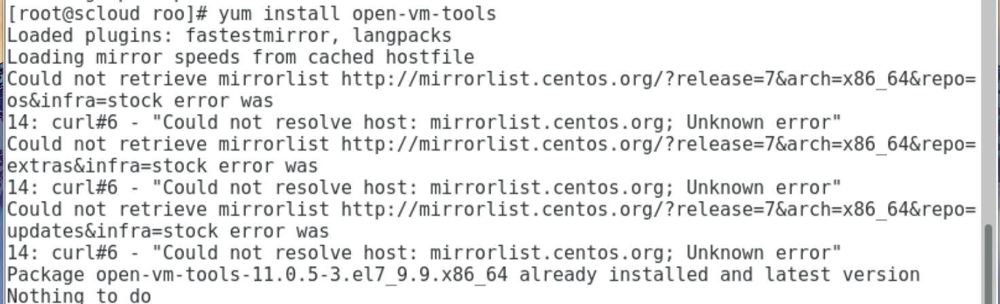 [root@scloud roo]# yum install open-vm-tools
Loaded plugins: fastestmirror, langpacks
Loading mirror speeds from cached hostfile
Could not retrieve mirrorlist http://mirrorlist.centos.org/?release=7&arch=x86_64&repo=
os&infra=stock error was
14: curl#6 - "Could not resolve host: mirrorlist.centos.org; Unknown error"
Could not retrieve mirrorlist http://mirrorlist.centos.org/?release=7&arch=x86_64&repo=
extras&infra=stock error was
14: curl#6 - "Could not resolve host: mirrorlist.centos.org; Unknown error"
Could not retrieve mirrorlist http://mirrorlist.centos.org/?release=7&arch=x86_64&repo=
updates&infra=stock error was
14: curl#6 - "Could not resolve host: mirrorlist.centos.org; Unknown error"
Package open-vm-tools-11.0.5-3.el7_9.9.x86_64 already installed and latest version
Nothing to do